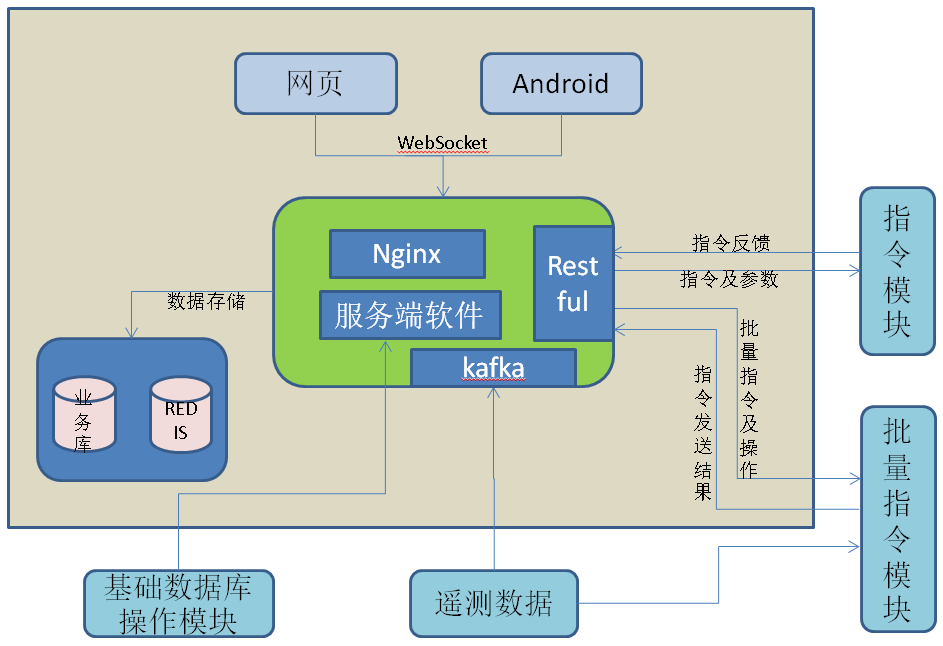 网页
Android
WebSocket
Nginx
服务端软件
kafka
Rest
ful
指令反馈
指令及参数
指令模块
数据存储
业务库
RED
IS
批量指令及操作
指令发送结果
批量指令模块
基础数据库
操作模块
遥测数据